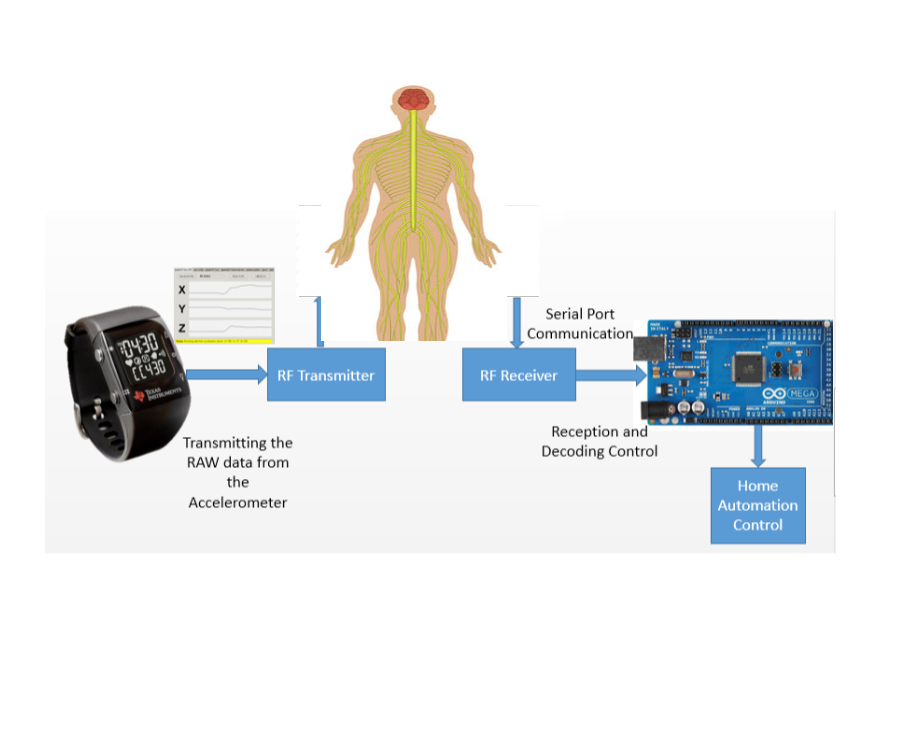 Serial Port
Communication
X
Y
Z
04:30
CC430
TEXAS
INSTRUMENTS
RF Transmitter
RF Receiver
MEGA
ARDUINO
Transmitting the
RAW data from
the
Accelerometer
Reception and
Decoding Control
Home
Automation
Control